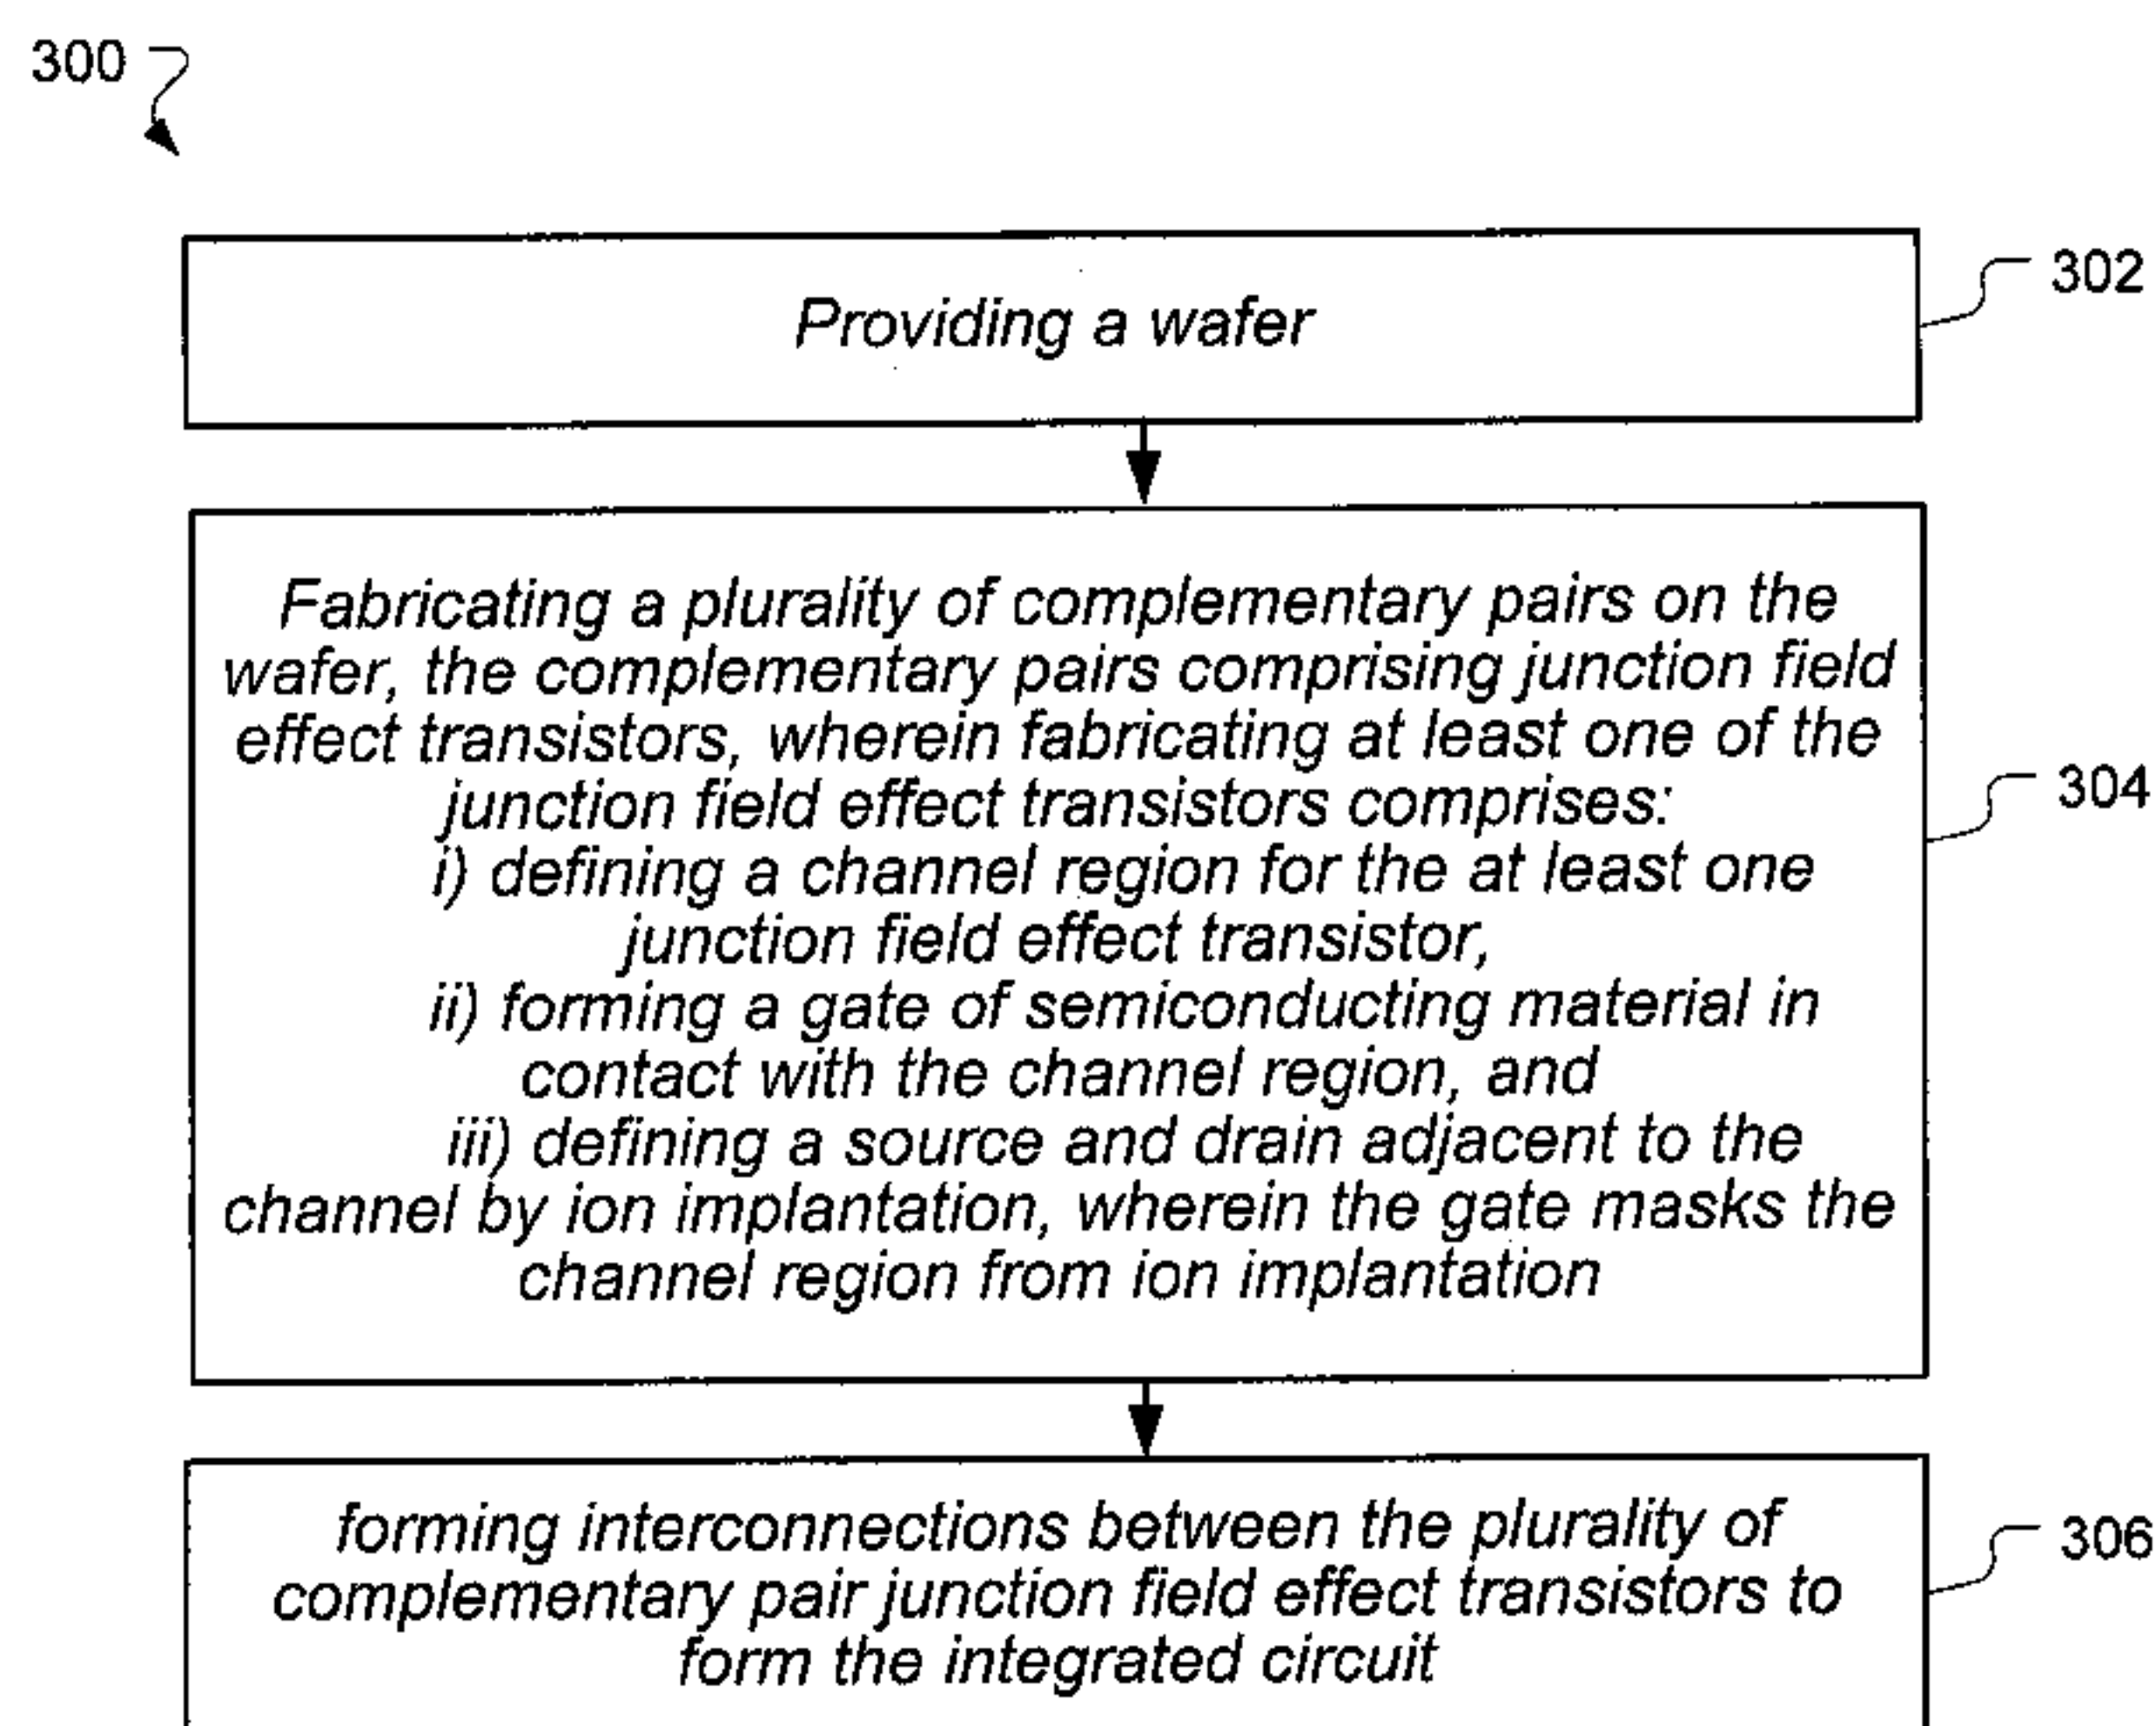 300
Providing a wafer
302
Fabricating a plurality of complementary pairs on the
wafer, the complementary pairs comprising junction field
effect transistors, wherein fabricating at least one of the
junction field effect transistors comprises:
i) defining a channel region for the at least one
junction field effect transistor,
ii) forming a gate of semiconducting material in
contact with the channel region, and
iii) defining a source and drain adjacent to the
channel by ion implantation, wherein the gate masks the
channel region from ion implantation
304
forming interconnections between the plurality of
complementary pair junction field effect transistors to
form the integrated circuit
306